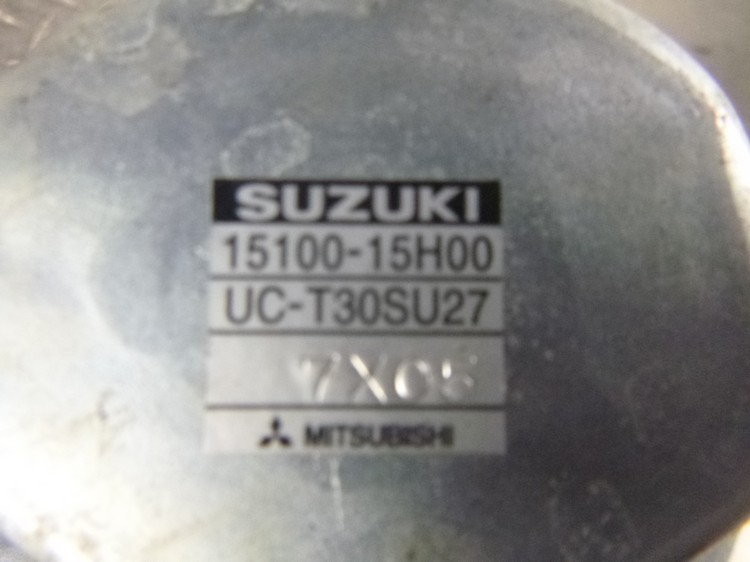 SUZUKI
15100-15H00
UC-T30SU27
7X05
MITSUBISHI